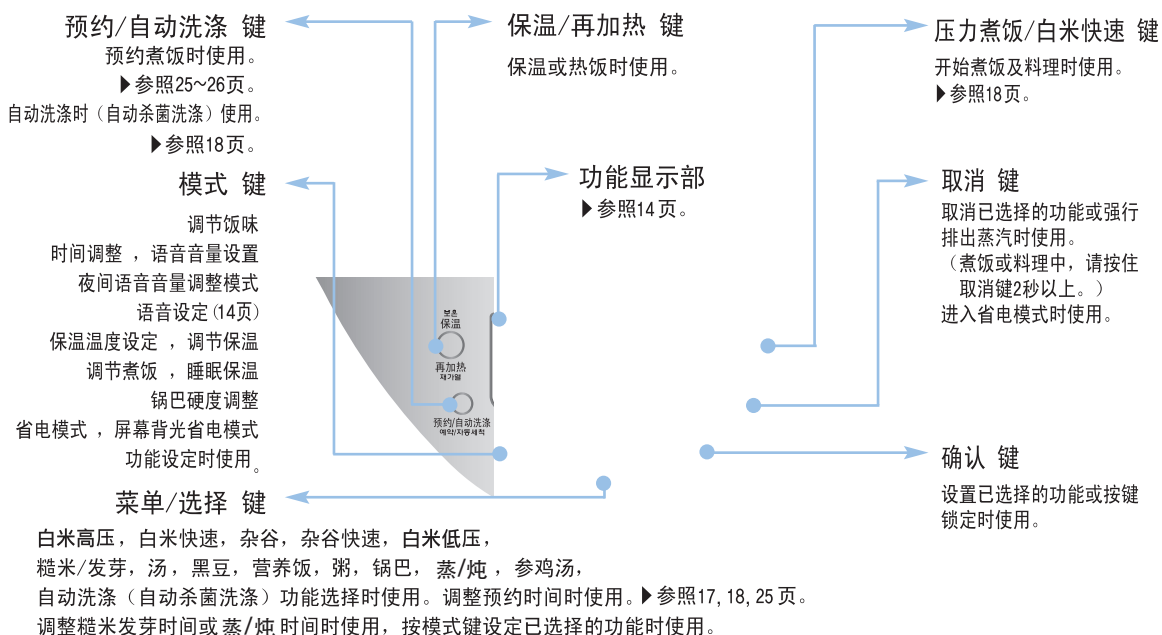 预约/自动洗涤 键
预约煮饭时使用。
▶参照25~26页。
自动洗涤时（自动杀菌洗涤）使用。
▶参照18页。
模式 键
调节饭味
时间调整 ，语音音量设置
夜间语音音量调整模式
语音设定(14页)
保温温度设定 ，调节保温
调节煮饭 ，睡眠保温
锅巴硬度调整
省电模式 ，屏幕背光省电模式
功能设定时使用。
保温/再加热 键
保温或热饭时使用。
功能显示部
▶参照14页。
压力煮饭/白米快速 键
开始煮饭及料理时使用。
▶参照18页。
取消 键
取消已选择的功能或强行
排出蒸汽时使用。
（煮饭或料理中，请按住
取消键2秒以上。）
进入省电模式时使用。
确认 键
设置已选择的功能或按键
锁定时使用。
보온
保温
再加热
재가열
预约/自动洗涤
예약/자동세척
菜单/选择 键
白米高压，白米快速，杂谷，杂谷快速，白米低压，
糙米/发芽，汤，黑豆，营养饭，粥，锅巴，蒸/炖 ，参鸡汤，
自动洗涤（自动杀菌洗涤）功能选择时使用。调整预约时间时使用。▶参照17, 18, 25 页。
调整糙米发芽时间或 蒸/炖 时间时使用，按模式键设定已选择的功能时使用。